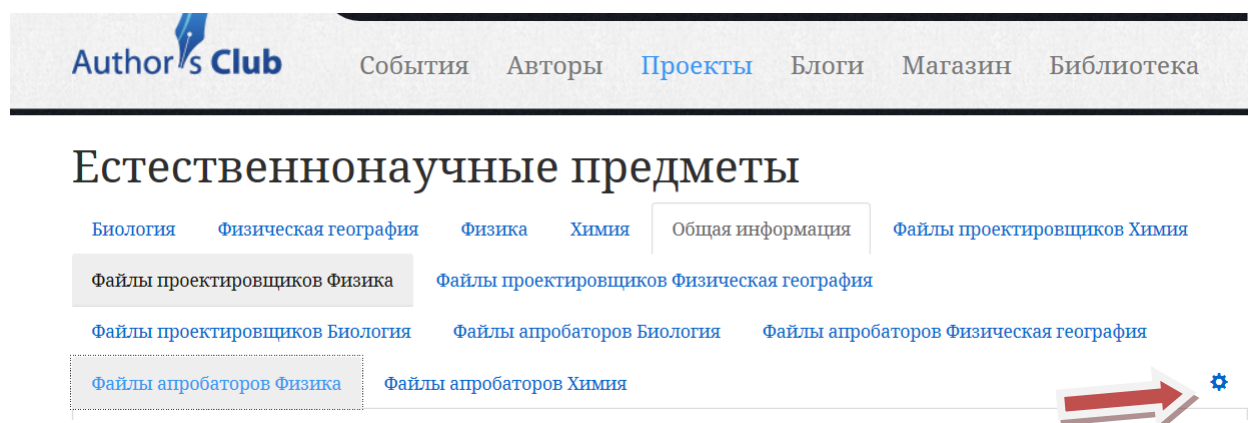 Author's Club События Авторы Проекты Блоги Магазин Библиотека
Естественнонаучные предметы
Биология Физическая география Физика Химия Общая информация Файлы проектировщиков Химия
Файлы проектировщиков Физика Файлы проектировщиков Физическая география
Файлы проектировщиков Биология Файлы апробаторов Биология Файлы апробаторов Физическая география
Файлы апробаторов Физика Файлы апробаторов Химия